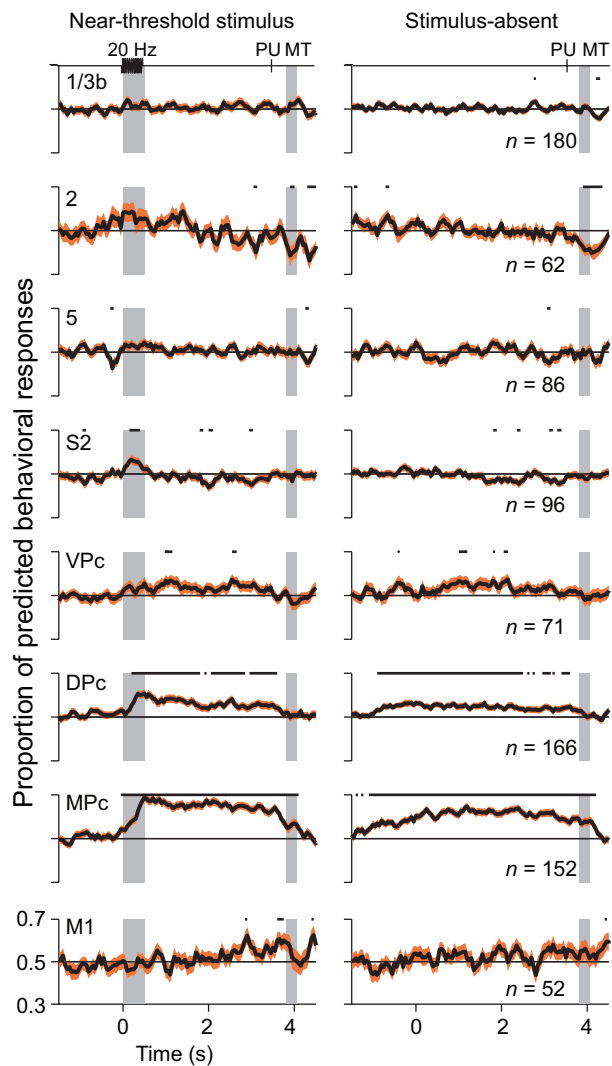 Near-threshold stimulus
Stimulus-absent
20 Hz
PU MT
PU MT
1/3b
n = 180
2
n = 62
5
n = 86
S2
n = 96
VPc
n = 71
DPc
n = 166
MPc
n = 152
M1
n = 52
0.7
0.5
0.3
0 2 4
0 2 4
Time (s)
Proportion of predicted behavioral responses